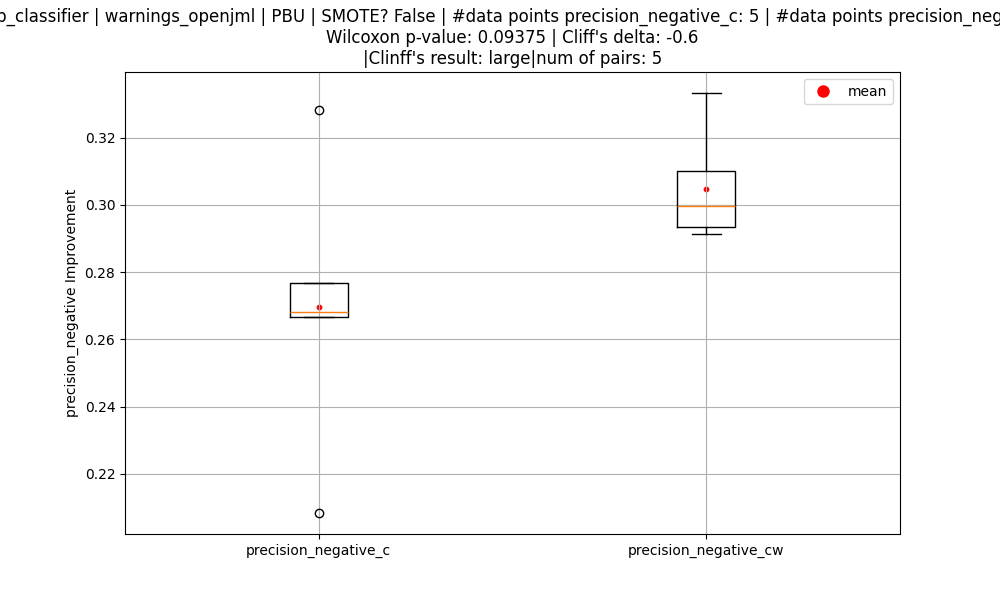 _classifier | warnings_openjml | PBU | SMOTE? False | #data points precision_negative_c: 5 | #data points
Wilcoxon p-value: 0.09375 | Cliff's delta: -0.6
|Clinff's result: large|num of pairs: 5
mean
0.32
0.30
0.28
0.26
0.24
0.22
precision_negative Improvement
precision_negative_c
precision_negative_cw